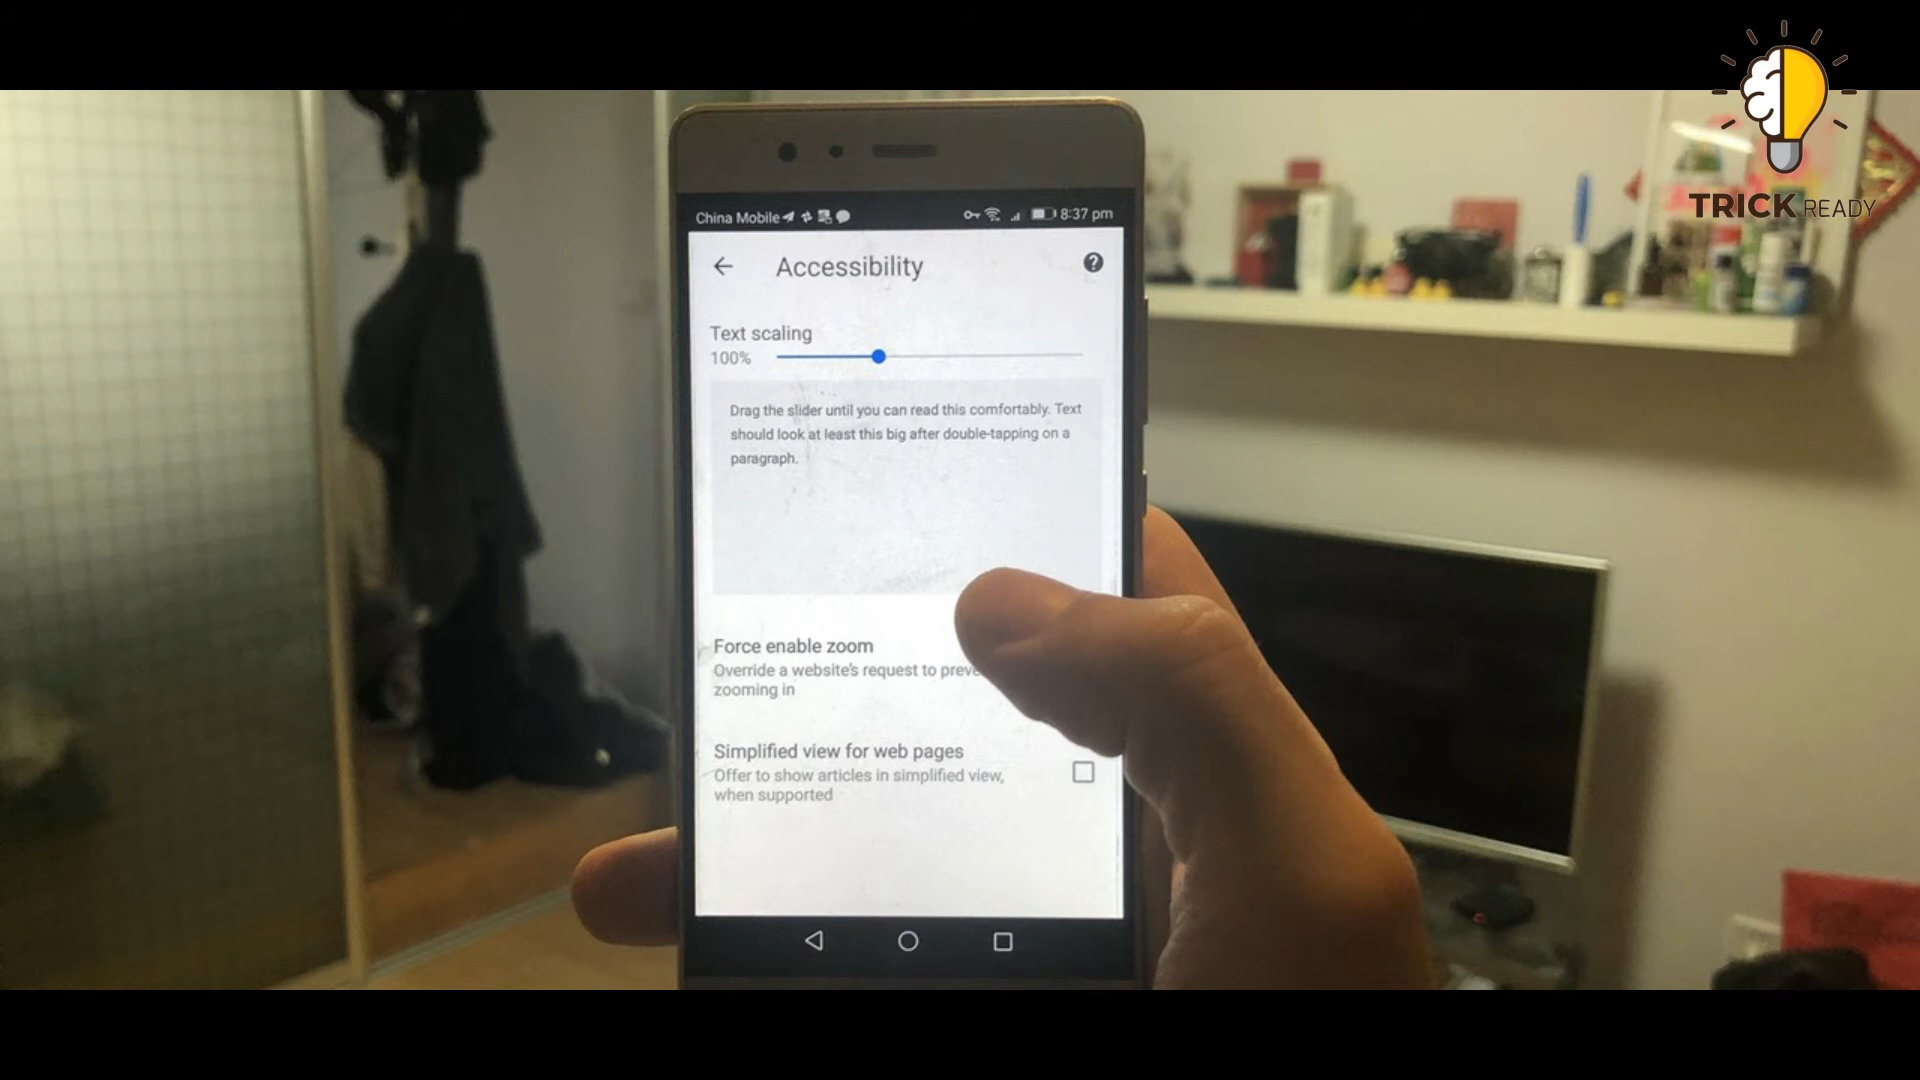 TRICK READY
China Mobile 8:37 pm
Accessibility
Text scaling
100%
Drag the slider until you can read this comfortably. Text
should look at least this big after double-tapping on a
paragraph.
Force enable zoom
Override a website's request to
zooming in
Simplified view for web pages
Offer to show articles in simplified view,
when supported